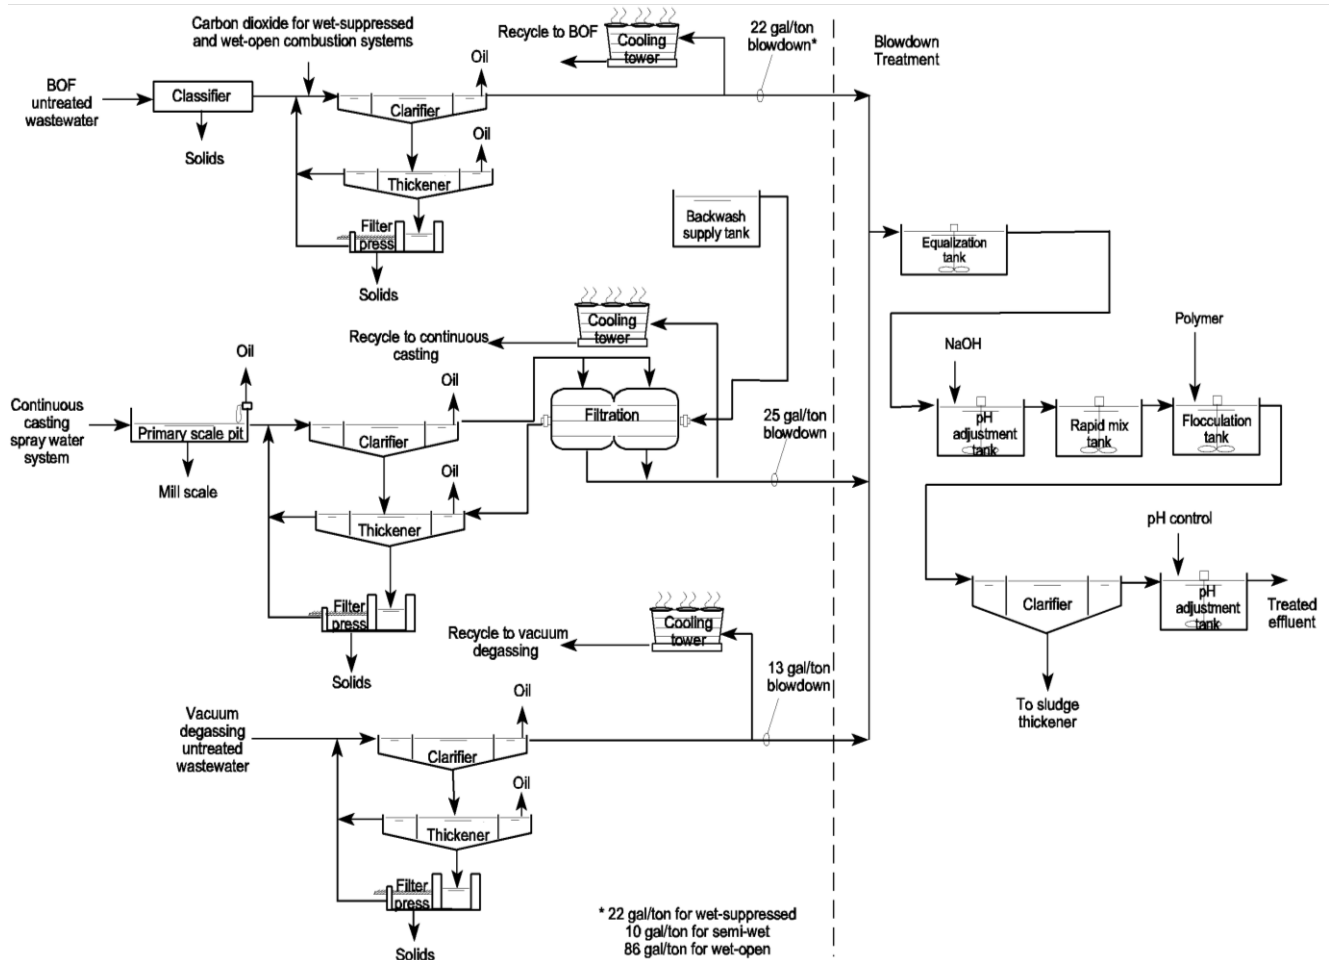 Carbon dioxide for wet-suppressed
and wet-open combustion systems
Recycle to BOF
Cooling
tower
22 gal/ton
blowdown*
Blowdown
Treatment
Oil
BOF
untreated
wastewater
Classifier
Clarifier
Solids
Oil
Thickener
Filter
press
Solids
Backwash
supply tank
Equalization
tank
Cooling
tower
Recycle to continuous
casting
Polymer
NaOH
Oil
Oil
Continuous
casting
spray water
system
Primary scale pit
Clarifier
Filtration
25 gal/ton
blowdown
pH
adjustment
tank
Rapid mix
tank
Flocculation
tank
Mill scale
Oil
Thickener
pH control
Filter
press
Solids
Cooling
tower
Recycle to vacuum
degassing
Clarifier
pH
adjustment
tank
Treated
effluent
13 gal/ton
blowdown
To sludge
thickener
Vacuum
degassing
untreated
wastewater
Oil
Clarifier
Oil
Thickener
Filter
press
Solids
* 22 gal/ton for wet-suppressed
10 gal/ton for semi-wet
86 gal/ton for wet-open